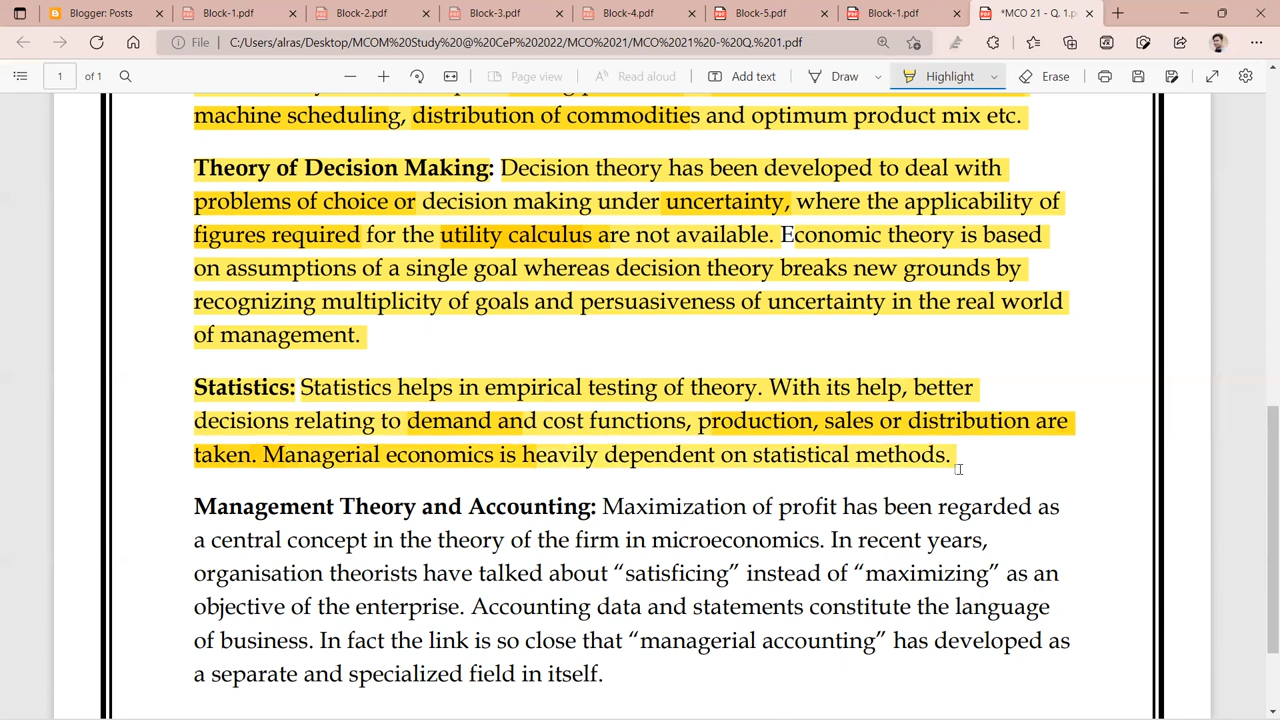 Blogger: Posts
Block-1.pdf
Block-2.pdf
Block-3.pdf
Block-4.pdf
Block-5.pdf
Block-1.pdf
*MCO 21 - Q. 1.p
File
C:/Users/alras/Desktop/MCOM%20Study@%20CeP%202022/MCO%2021/MCO%2021%20-%20Q.%201.pdf
1 of 1
Page view
Read aloud
Add text
Draw
Highlight
Erase
machine scheduling, distribution of commodities and optimum product mix etc.
Theory of Decision Making: Decision theory has been developed to deal with
problems of choice or decision making under uncertainty, where the applicability of
figures required for the utility calculus are not available. Economic theory is based
on assumptions of a single goal whereas decision theory breaks new grounds by
recognizing multiplicity of goals and persuasiveness of uncertainty in the real world
of management.
Statistics: Statistics helps in empirical testing of theory. With its help, better
decisions relating to demand and cost functions, production, sales or distribution are
taken. Managerial economics is heavily dependent on statistical methods.
Management Theory and Accounting: Maximization of profit has been regarded as
a central concept in the theory of the firm in microeconomics. In recent years,
organisation theorists have talked about “satisficing” instead of “maximizing” as an
objective of the enterprise. Accounting data and statements constitute the language
of business. In fact the link is so close that “managerial accounting” has developed as
a separate and specialized field in itself.